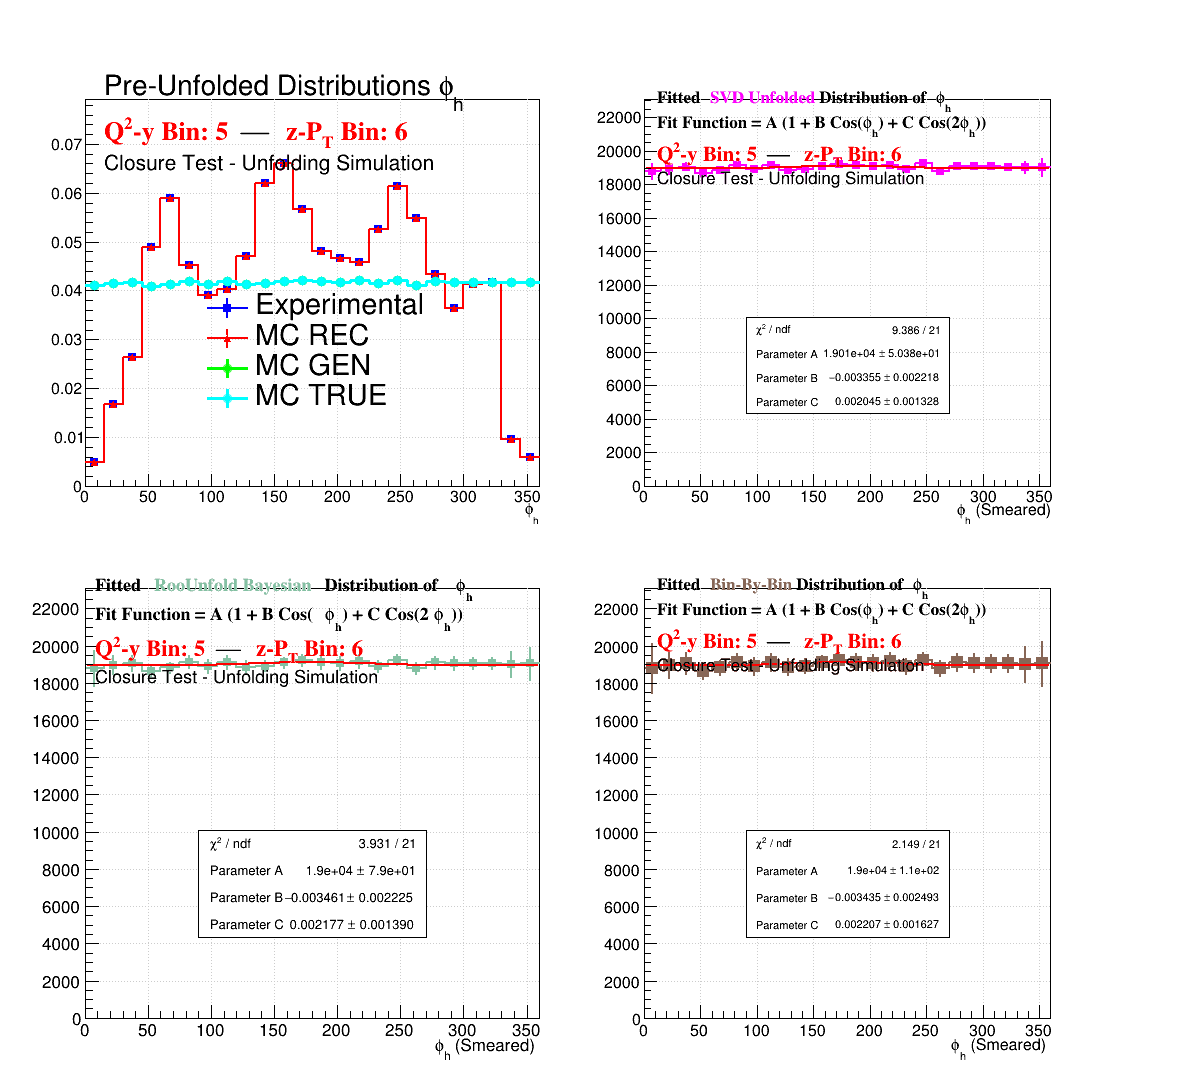 Pre-Unfolded Distributions ϕh
Q²-y Bin: 5 — z-PT Bin: 6
Closure Test - Unfolding Simulation
0.07
0.06
0.05
0.04
0.03
0.02
0.01
0
Experimental
MC REC
MC GEN
MC TRUE
0 50 100 150 200 250 300
ϕh
Fitted SVD Unfolded Distribution of ϕh
Fit Function = A (1 + B Cos(ϕh) + C Cos(2ϕh))
Q²-y Bin: 5 — z-PT Bin: 6
Closure Test - Unfolding Simulation
22000
20000
18000
16000
14000
12000
10000
8000
6000
4000
2000
0
χ² / ndf 9.386 / 21
Parameter A 1.901e+04 ± 5.038e+01
Parameter B −0.003355 ± 0.002218
Parameter C 0.002045 ± 0.001328
0 50 100 150 200 250 300 350
ϕh (Smeared)
Fitted RooUnfold Bayesian Distribution of ϕh
Fit Function = A (1 + B Cos( ϕh) + C Cos(2 ϕh))
Q²-y Bin: 5 — z-PT Bin: 6
Closure Test - Unfolding Simulation
22000
20000
18000
16000
14000
12000
10000
8000
6000
4000
2000
0
χ² / ndf 3.931 / 21
Parameter A 1.9e+04 ± 7.9e+01
Parameter B −0.003461 ± 0.002225
Parameter C 0.002177 ± 0.001390
0 50 100 150 200 250 300 350
ϕh (Smeared)
Fitted Bin-By-Bin Distribution of ϕh
Fit Function = A (1 + B Cos(ϕh) + C Cos(2ϕh))
Q²-y Bin: 5 — z-PT Bin: 6
Closure Test - Unfolding Simulation
22000
20000
18000
16000
14000
12000
10000
8000
6000
4000
2000
0
χ² / ndf 2.149 / 21
Parameter A 1.9e+04 ± 1.1e+02
Parameter B −0.003435 ± 0.002493
Parameter C 0.002207 ± 0.001627
0 50 100 150 200 250 300 350
ϕh (Smeared)